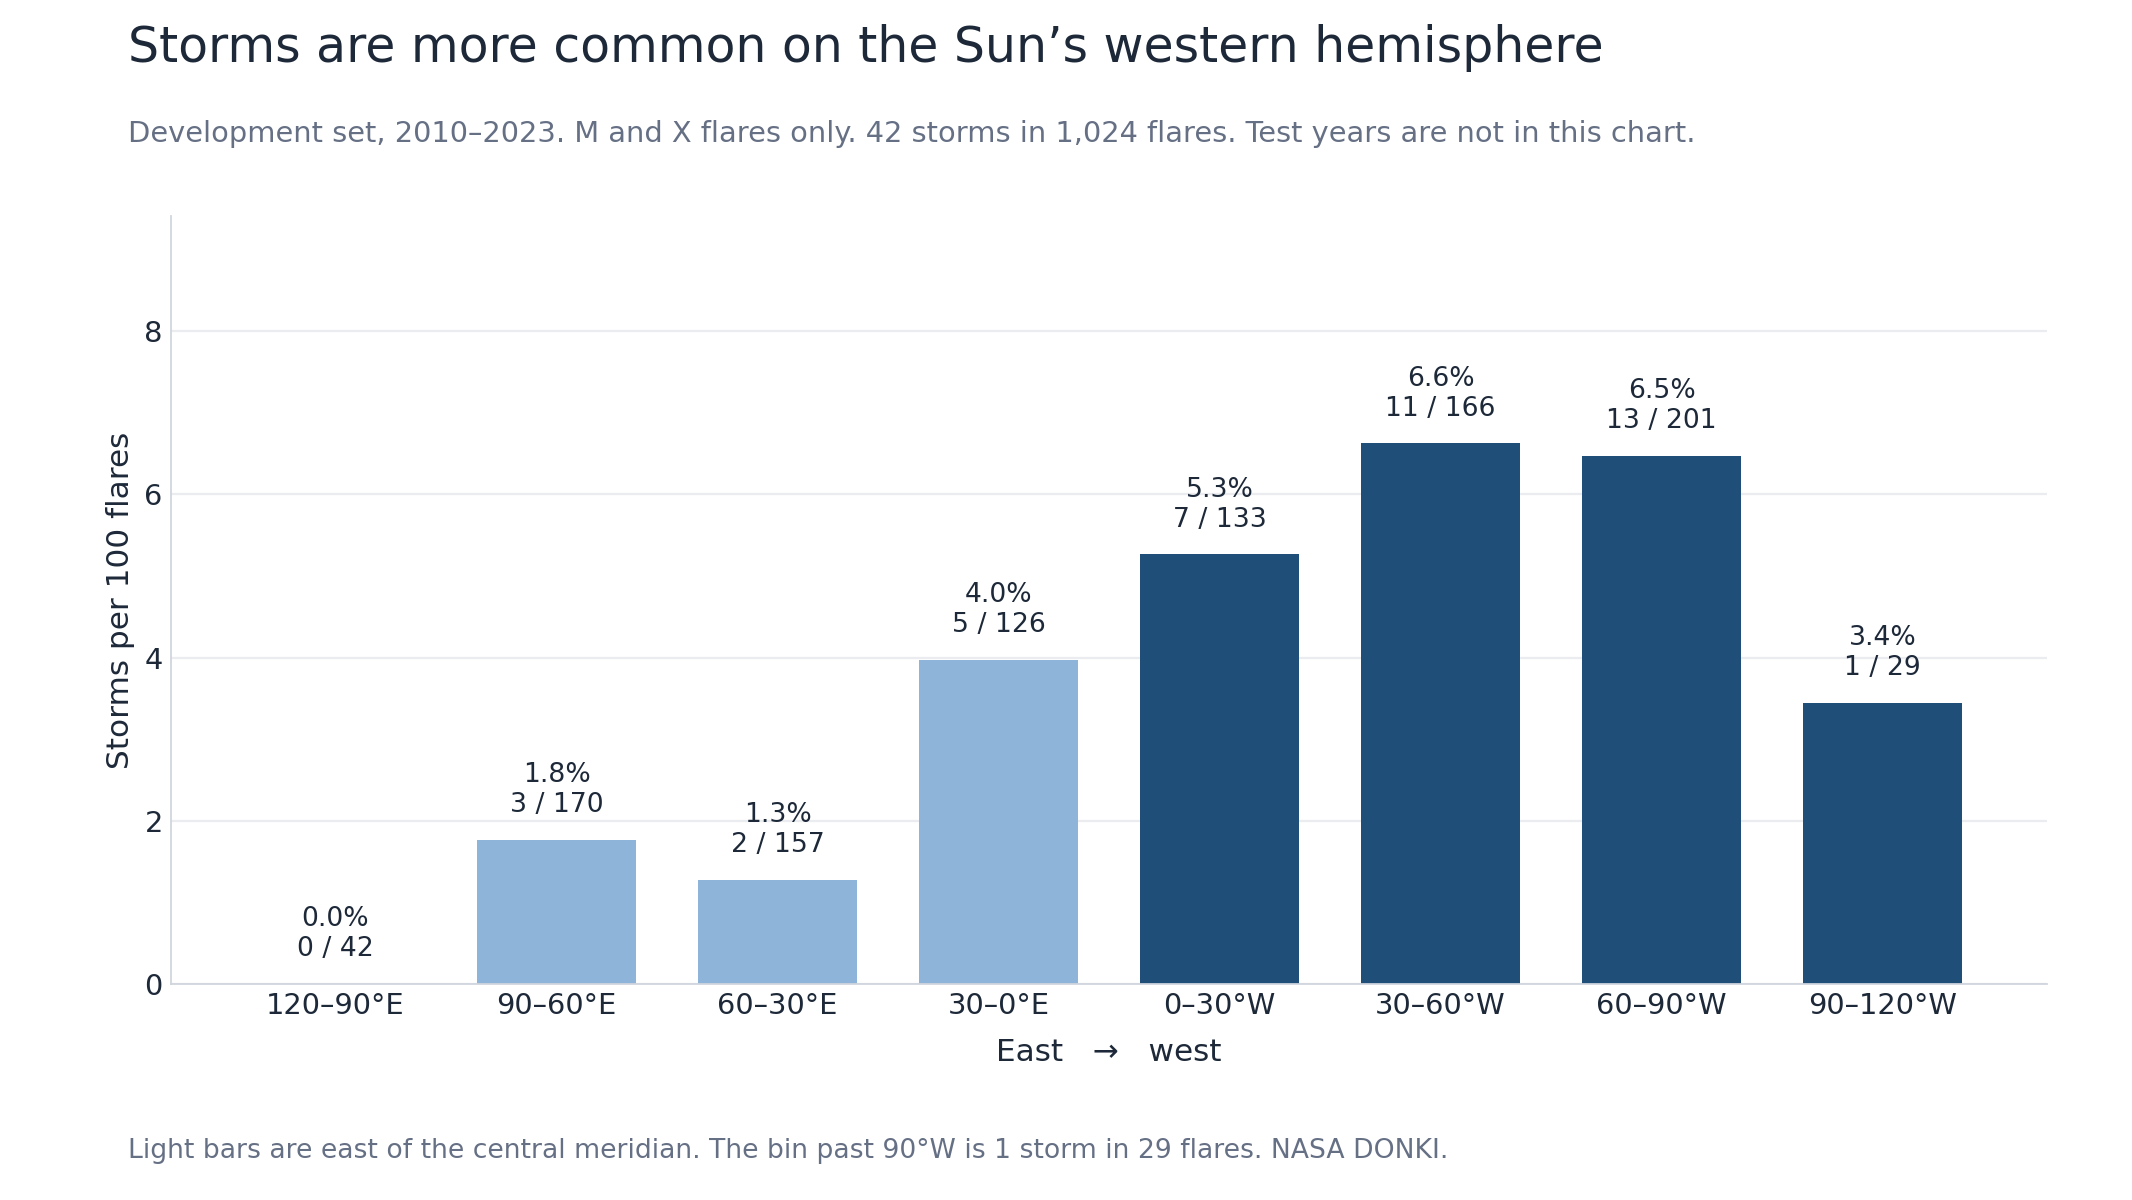 Storms are more common on the Sun’s western hemisphere
Development set, 2010–2023. M and X flares only. 42 storms in 1,024 flares. Test years are not in this chart.
Storms per 100 flares
8
6
4
2
0
0.0%
0 / 42
1.8%
3 / 170
1.3%
2 / 157
4.0%
5 / 126
5.3%
7 / 133
6.6%
11 / 166
6.5%
13 / 201
3.4%
1 / 29
120–90°E 90–60°E 60–30°E 30–0°E 0–30°W 30–60°W 60–90°W 90–120°W
East → west
Light bars are east of the central meridian. The bin past 90°W is 1 storm in 29 flares. NASA DONKI.